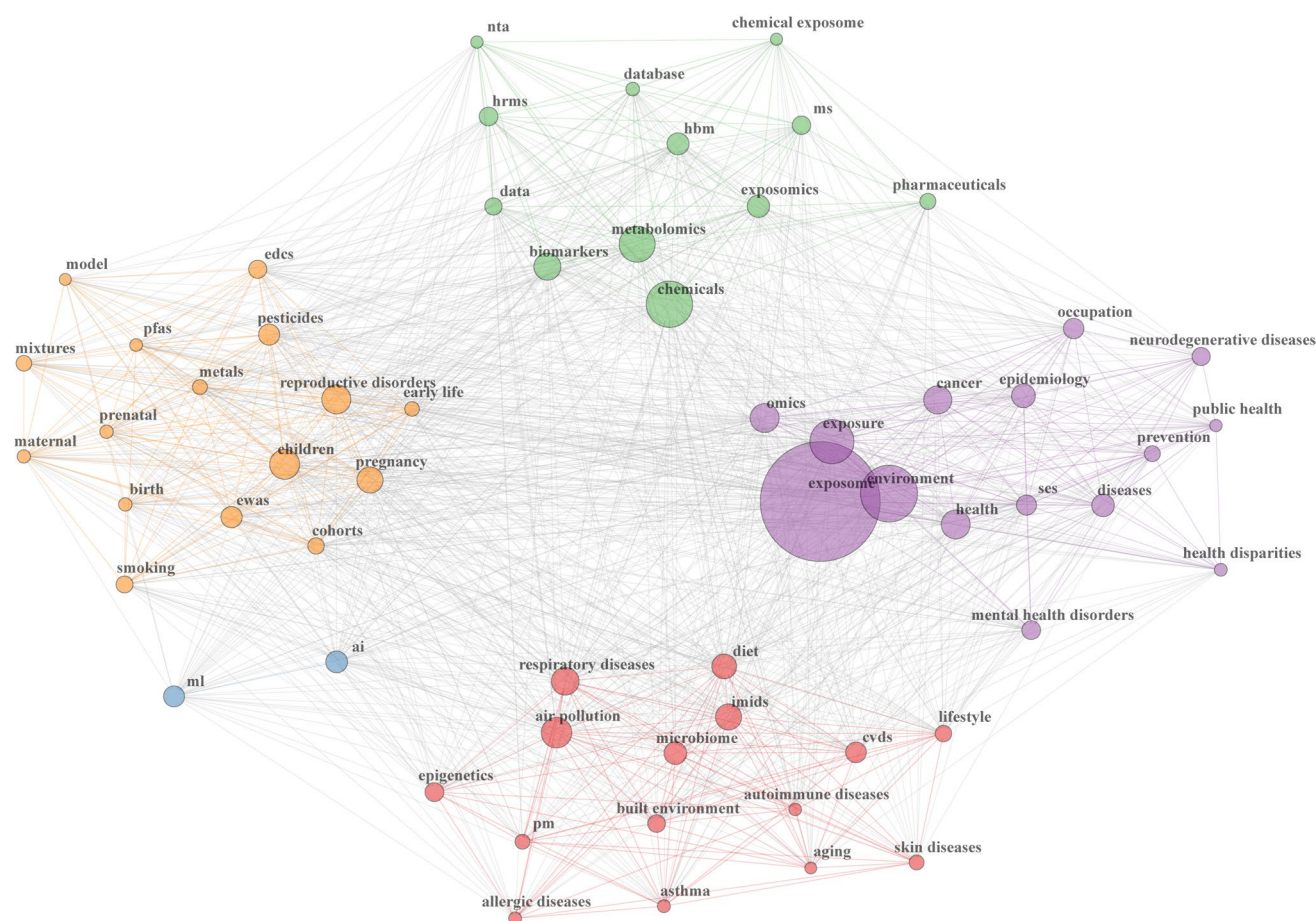 nta
chemical exposome
database
hrms
ms
hbm
data
exposomics
pharmaceuticals
metabolomics
biomarkers
chemicals
model
edcs
pfas
pesticides
mixtures
metals
reproductive disorders
early life
prenatal
maternal
children
pregnancy
birth
ewas
cohorts
smoking
occupation
neurodegenerative diseases
cancer
epidemiology
omics
public health
exposure
prevention
exposome
environment
ses
diseases
health
health disparities
mental health disorders
ai
ml
respiratory diseases
diet
air pollution
imids
lifestyle
microbiome
cvds
epigenetics
autoimmune diseases
built environment
pm
aging
skin diseases
allergic diseases
asthma